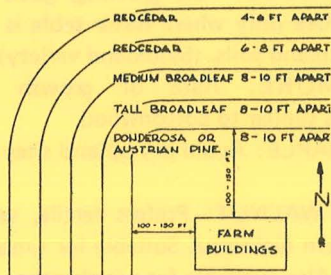 REDCEDAR 4-6 FT APART
REDCEDAR 6-8 FT APART
MEDIUM BROADLEAF 8-10 FT APART
TALL BROADLEAF 8-10 FT APART
PONDEROSA OR 8-10 FT APART
AUSTRIAN PINE
100-150 FT.
100-150 FT
N
FARM
BUILDINGS